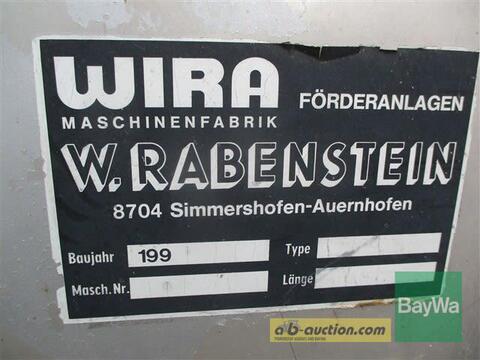 WIRA
FÖRDERANLAGEN
MASCHINENFABRIK
W. RABENSTEIN
8704 Simmershofen-Auernhofen
Baujahr 199 Type
Masch.Nr. Länge
BayWa
ab-auction.com